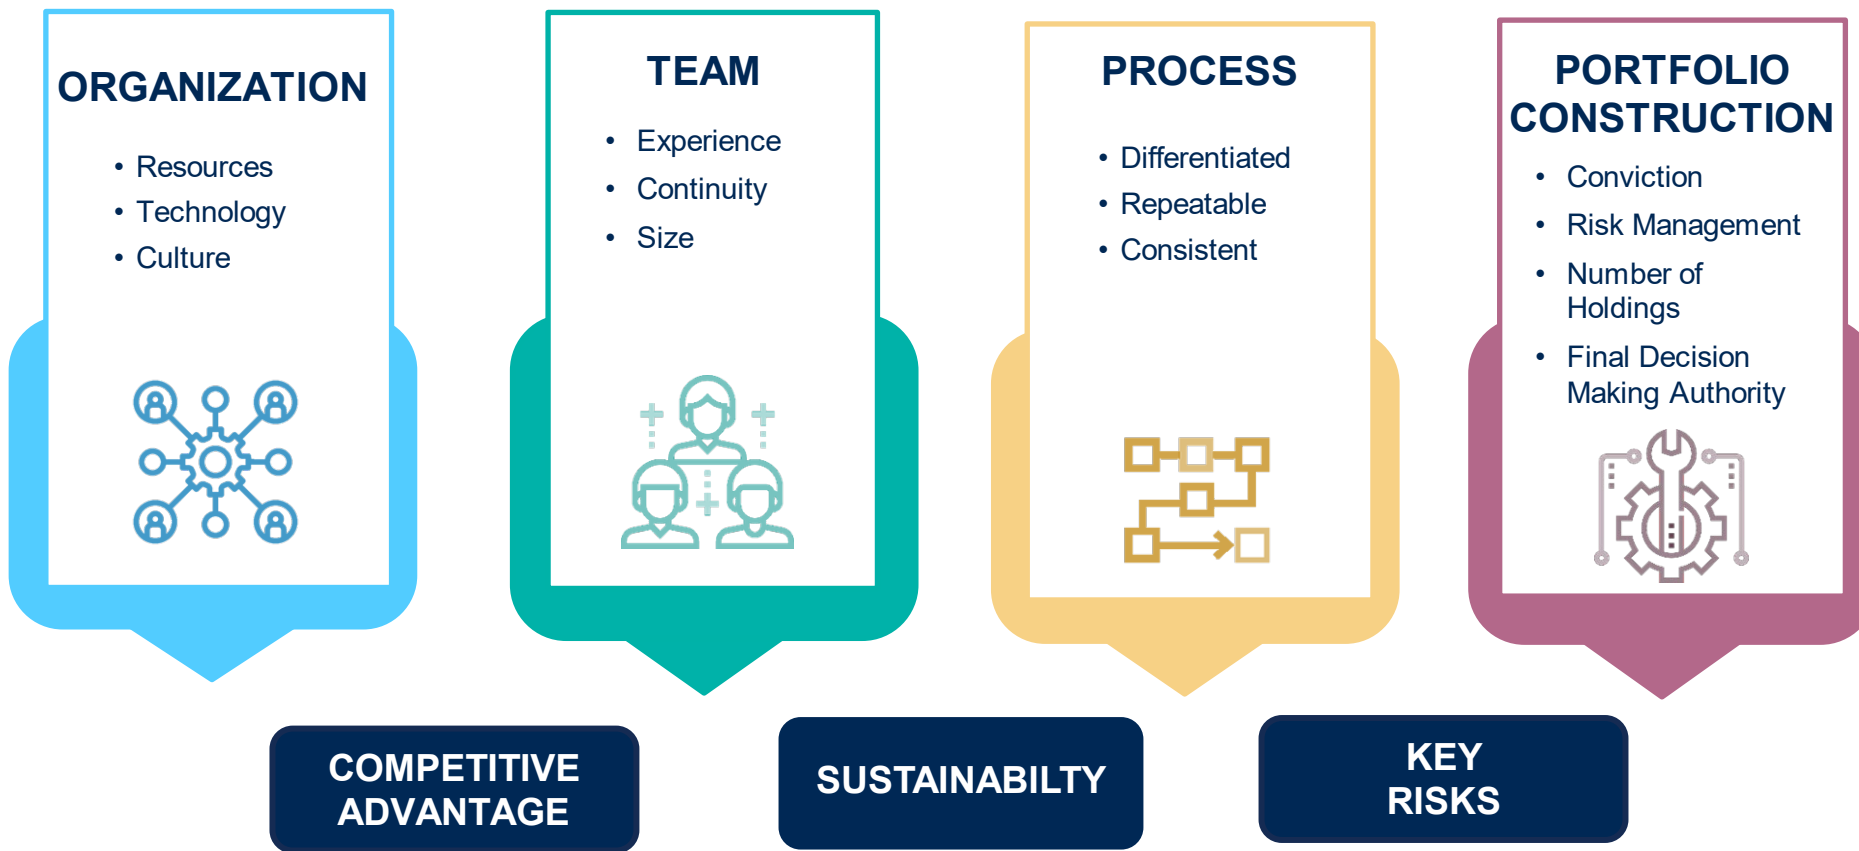 ORGANIZATION
• Resources
• Technology
• Culture
TEAM
• Experience
• Continuity
• Size
PROCESS
• Differentiated
• Repeatable
• Consistent
PORTFOLIO
CONSTRUCTION
• Conviction
• Risk Management
• Number of
Holdings
• Final Decision
Making Authority
COMPETITIVE
ADVANTAGE
SUSTAINABILTY
KEY
RISKS